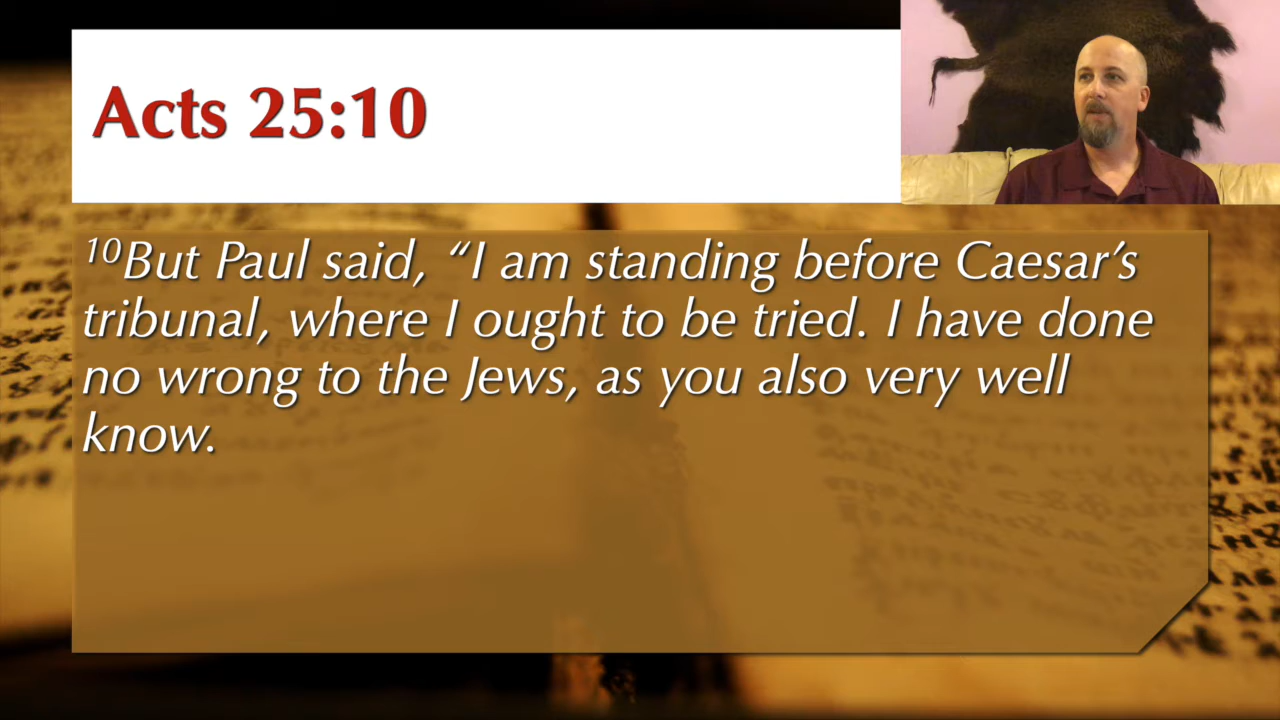 Acts 25:10
¹⁰But Paul said, “I am standing before Caesar’s
tribunal, where I ought to be tried. I have done
no wrong to the Jews, as you also very well
know.